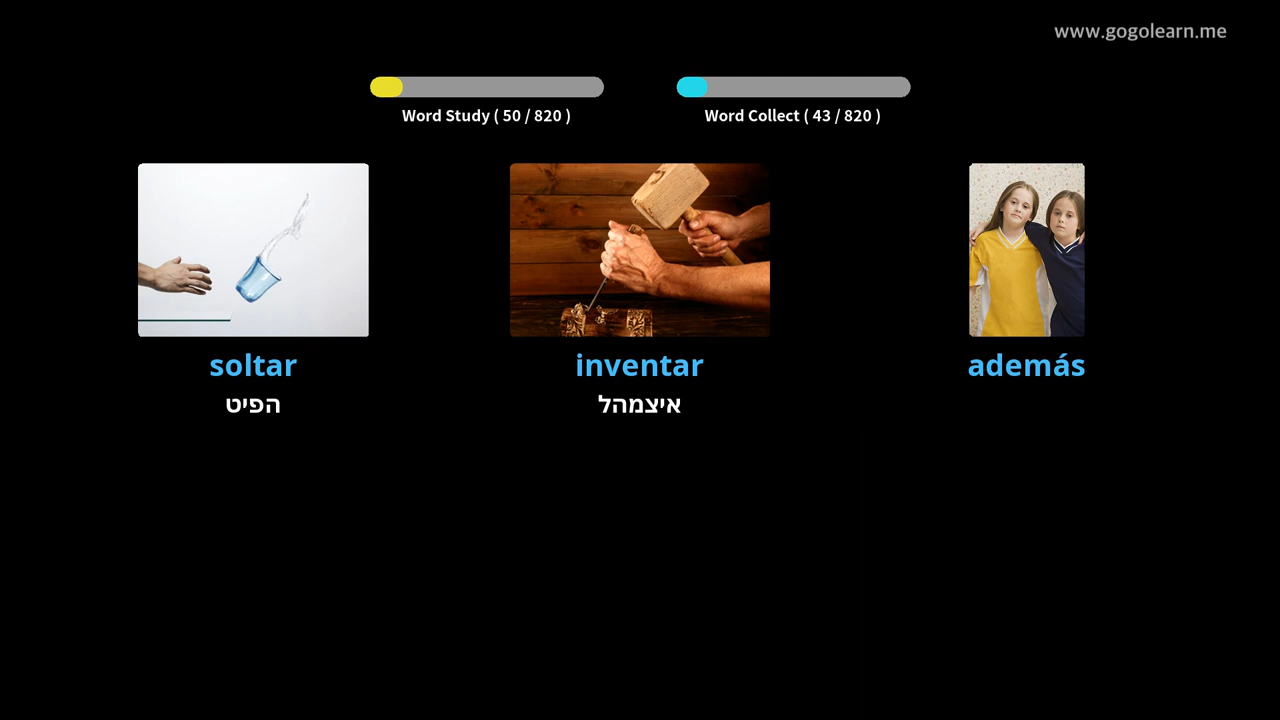 www.gogolearn.me
Word Study ( 50 / 820 )
Word Collect ( 43 / 820 )
soltar
הפיט
inventar
איצמהל
además